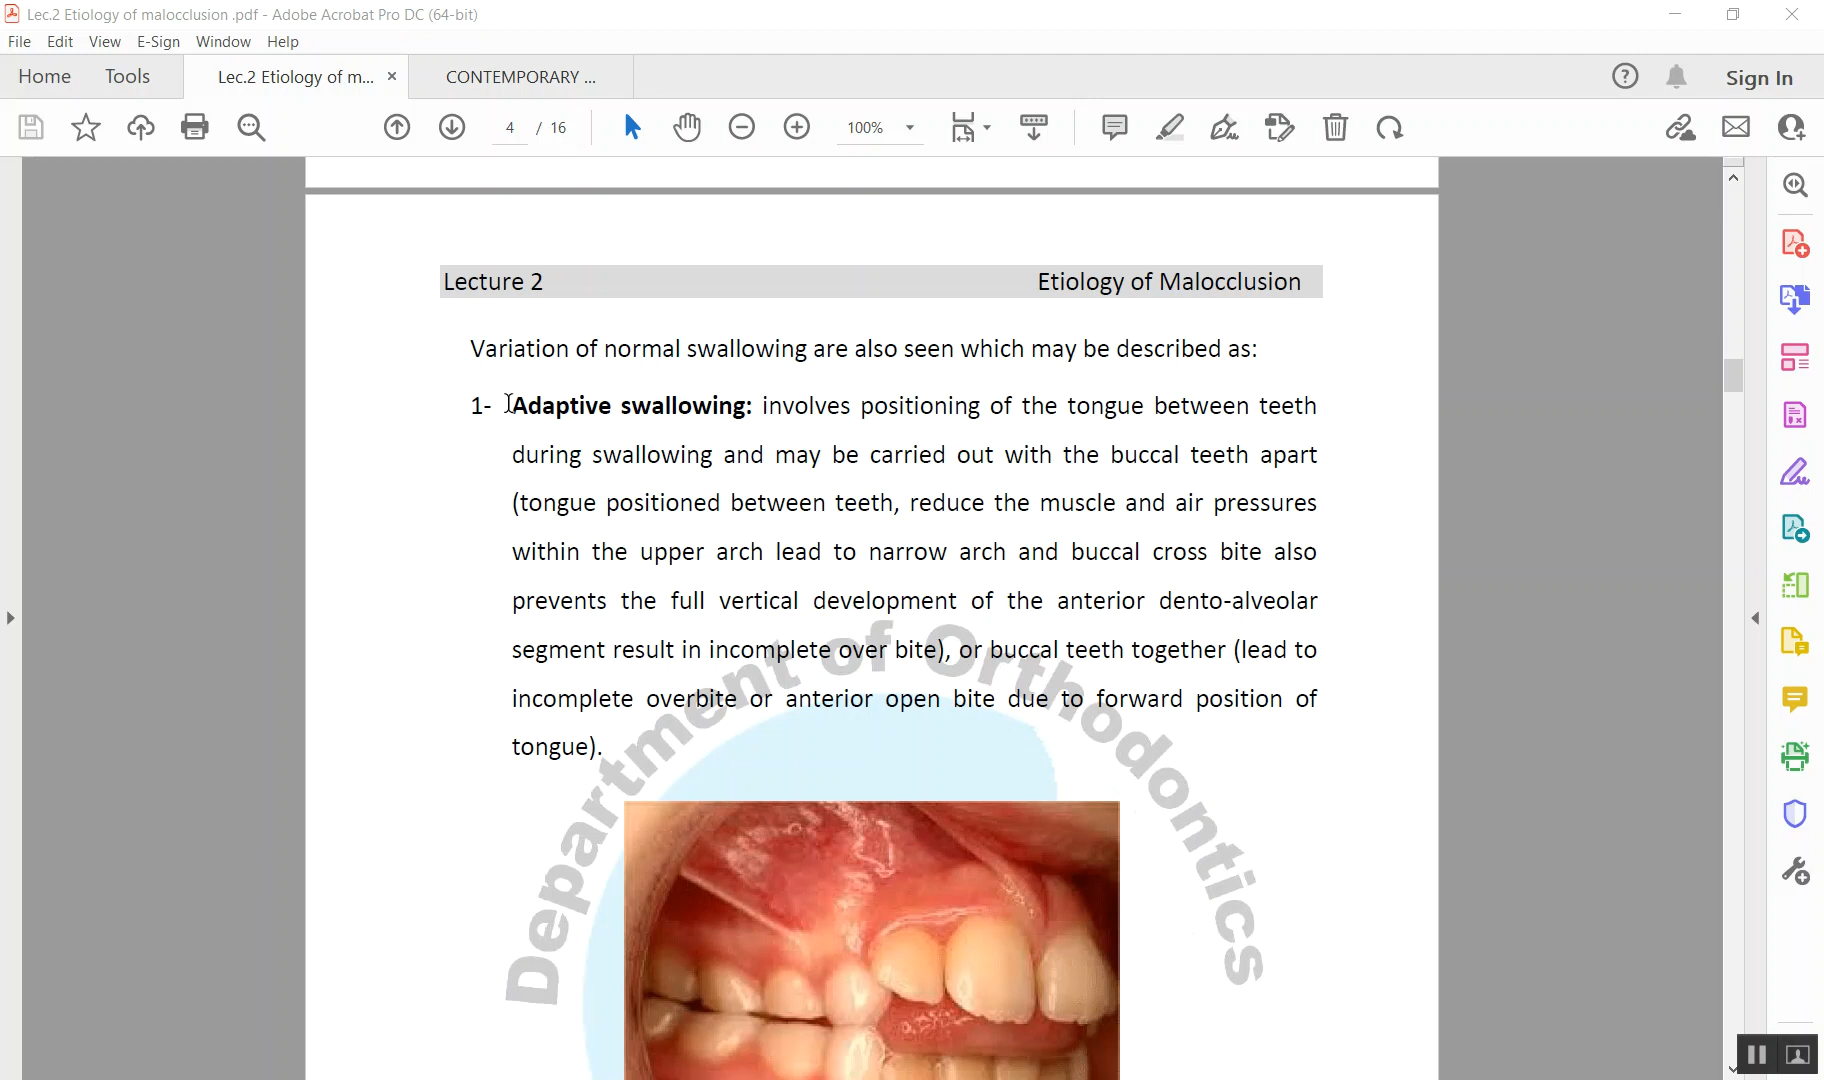 Lec.2 Etiology of malocclusion .pdf - Adobe Acrobat Pro DC (64-bit)
File Edit View E-Sign Window Help
Home Tools Lec.2 Etiology of m... × CONTEMPORARY ... Sign In
4 / 16 100%
Lecture 2 Etiology of Malocclusion
Variation of normal swallowing are also seen which may be described as:
1- Adaptive swallowing: involves positioning of the tongue between teeth
during swallowing and may be carried out with the buccal teeth apart
(tongue positioned between teeth, reduce the muscle and air pressures
within the upper arch lead to narrow arch and buccal cross bite also
prevents the full vertical development of the anterior dento-alveolar
segment result in incomplete over bite), or buccal teeth together (lead to
incomplete overbite or anterior open bite due to forward position of
tongue).
Department of Orthodontics